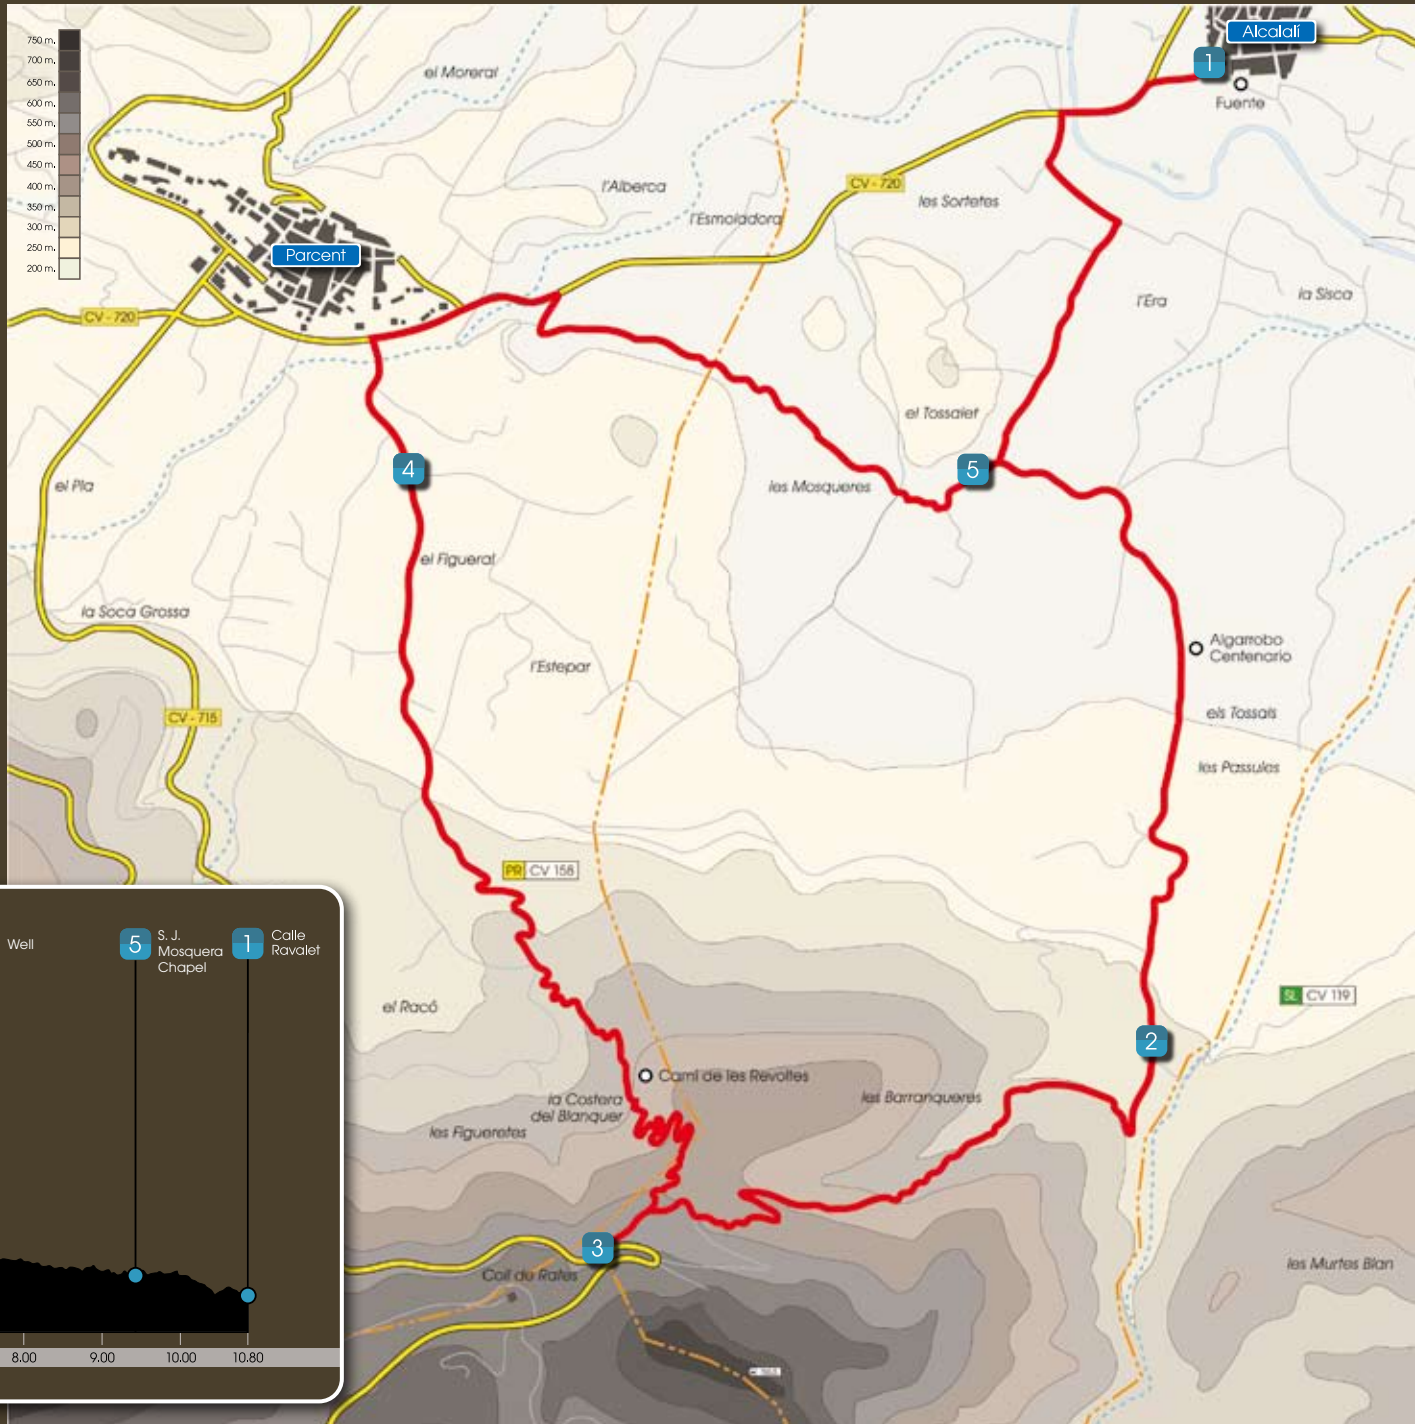 750 m.
700 m.
650 m.
600 m.
550 m.
500 m.
450 m.
400 m.
350 m.
300 m.
250 m.
200 m.
Alcalalí
1
Fuente
el Moreral
l'Alberca
l'Esmoladora
CV - 720
les Sortetes
Parcent
CV - 720
l'Era
la Sisca
el Tossalet
4
5
les Mosqueres
el Pla
el Figueral
la Soca Grossa
l'Estepar
Algarrobo
Centenario
els Tossals
les Passules
CV - 715
PR CV 158
SL CV 119
el Racó
2
Camí de les Revoltes
la Costera
del Blanquer
les Figueretes
les Barranqueres
3
Coll de Rates
les Murtes Blan
Well
5
S. J.
Mosquera
Chapel
1
Calle
Ravalet
8.00
9.00
10.00
10.80